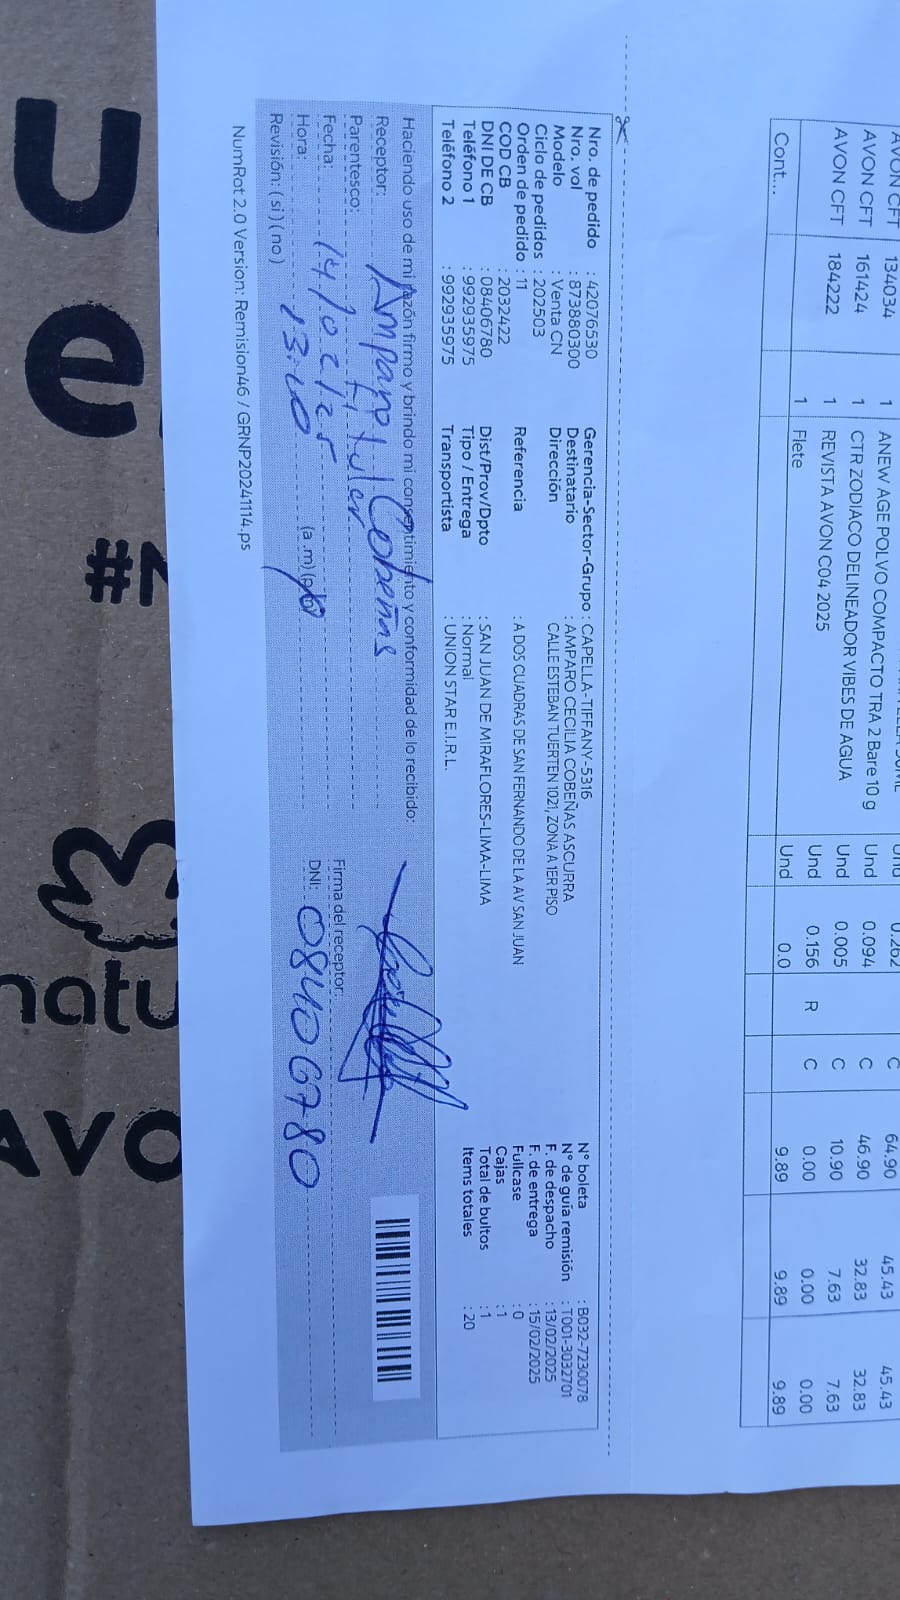 AVON CFT 134034 1 Und 0.262 C 64.90 45.43 45.43
AVON CFT 161424 1 ANEW AGE POLVO COMPACTO TRA 2 Bare 10 g Und 0.094 C 46.90 32.83 32.83
AVON CFT 184222 1 CTR ZODIACO DELINEADOR VIBES DE AGUA Und 0.005 C 10.90 7.63 7.63
1 REVISTA AVON C04 2025 Und 0.156 R C 0.00 0.00 0.00
Cont... 1 Flete Und 0.0 9.89 9.89 9.89
Nro. de pedido : 42076530
Nro. vol : 873880300
Modelo : Venta CN
Ciclo de pedidos : 202503
Orden de pedido : 11
COD CB : 2032422
DNI DE CB : 08406780
Teléfono 1 : 992935975
Teléfono 2 : 992935975
Gerencia-Sector-Grupo : CAPELLA-TIFFANY-5316
Destinatario : AMPARO CECILIA COBEÑAS ASCURRA
Dirección CALLE ESTEBAN TUERTEN 1021, ZONA A 1ER PISO
Referencia : A DOS CUADRAS DE SAN FERNANDO DE LA AV SAN JUAN
Dist/Prov/Dpto : SAN JUAN DE MIRAFLORES-LIMA-LIMA
Tipo / Entrega : Normal
Transportista : UNION STAR E.I.R.L.
N° boleta : B032-7230078
N° de guía remisión : T001-3032701
F. de despacho : 13/02/2025
F. de entrega : 15/02/2025
Fullcase : 0
Cajas : 1
Total de bultos : 1
Items totales : 20
Haciendo uso de mi razón firmo y brindo mi consentimiento y conformidad de lo recibido:
Receptor: Amparo Cobeñas
Parentesco: Titular
Fecha: 14/02/25
Hora: 13:40 (a .m) (p.m)
Revisión: ( si ) ( no )
Firma del receptor:
DNI: 08406780
NumRot 2.0 Version: Remision46 / GRNP20241114.ps
natu
AVO